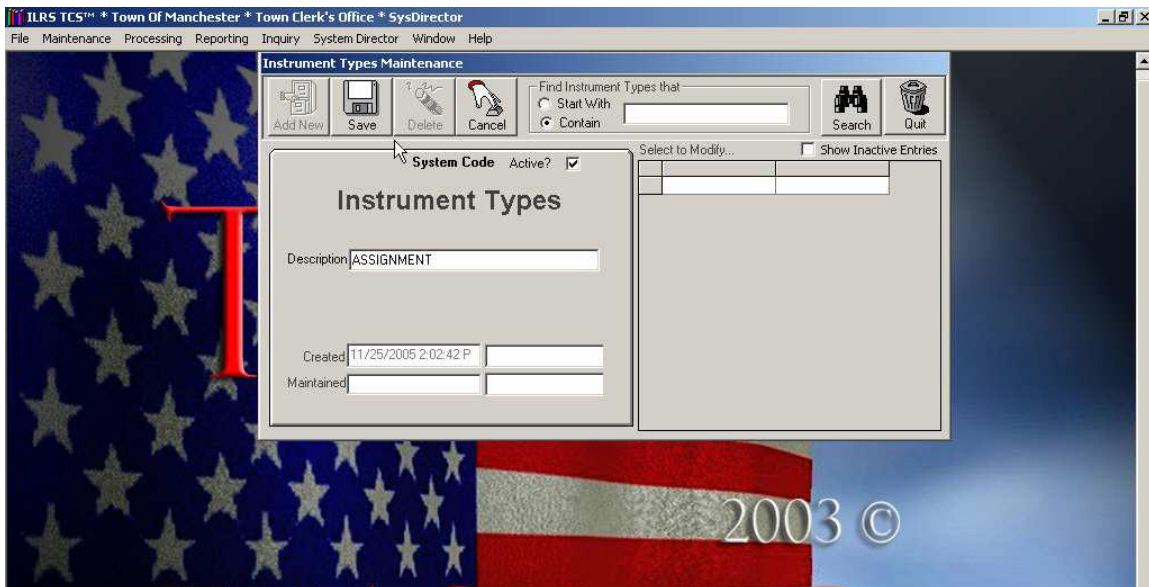 ILRS TCS™ * Town Of Manchester * Town Clerk's Office * SysDirector
File Maintenance Processing Reporting Inquiry System Director Window Help
Instrument Types Maintenance
Add New
Save
Delete
Cancel
Find Instrument Types that
Start With
Contain
Search
Quit
System Code Active?
Select to Modify...
Show Inactive Entries
Instrument Types
Description ASSIGNMENT
Created 11/25/2005 2:02:42 P
Maintained
T
2003 ©